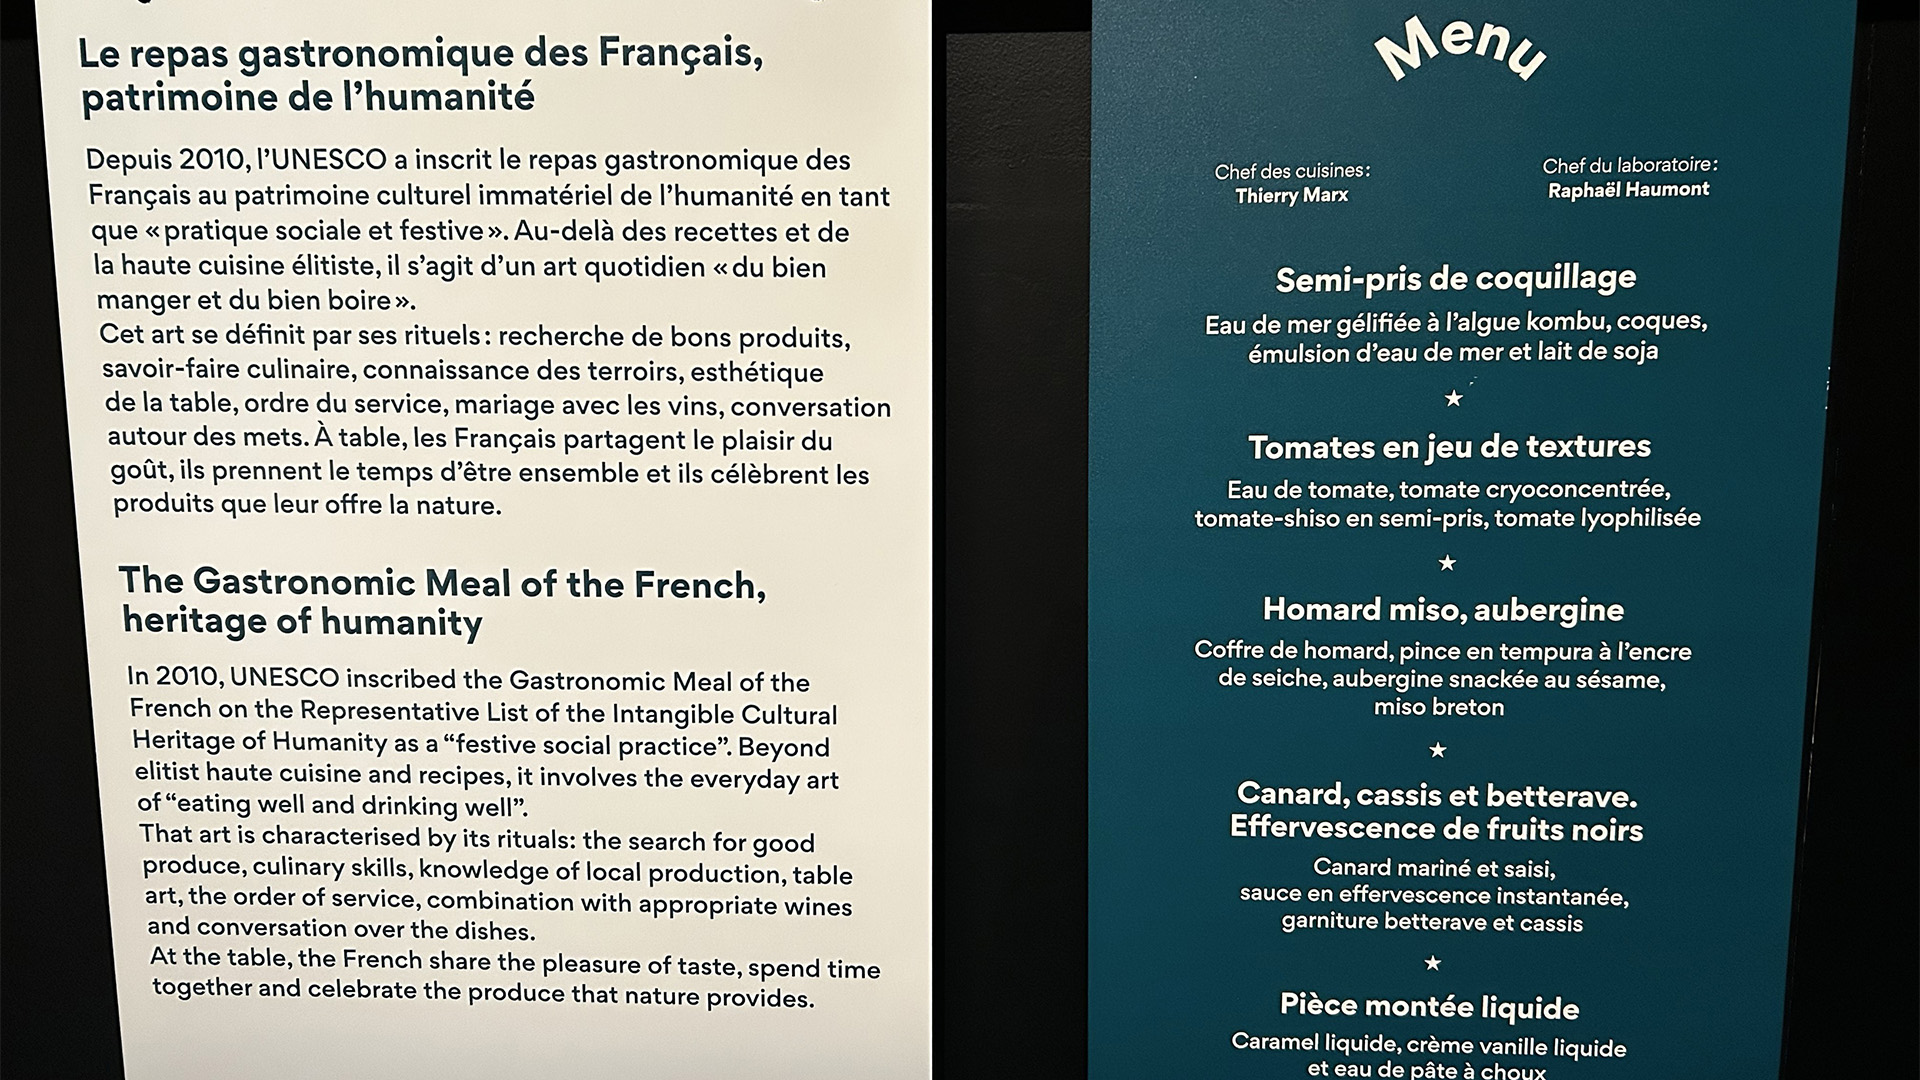 Le repas gastronomique des Français,
patrimoine de l’humanité
Depuis 2010, l’UNESCO a inscrit le repas gastronomique des
Français au patrimoine culturel immatériel de l’humanité en tant
que « pratique sociale et festive ». Au-delà des recettes et de
la haute cuisine élitiste, il s’agit d’un art quotidien « du bien
manger et du bien boire ».
Cet art se définit par ses rituels : recherche de bons produits,
savoir-faire culinaire, connaissance des terroirs, esthétique
de la table, ordre du service, mariage avec les vins, conversation
autour des mets. À table, les Français partagent le plaisir du
goût, ils prennent le temps d’être ensemble et ils célèbrent les
produits que leur offre la nature.
The Gastronomic Meal of the French,
heritage of humanity
In 2010, UNESCO inscribed the Gastronomic Meal of the
French on the Representative List of the Intangible Cultural
Heritage of Humanity as a “festive social practice”. Beyond
elitist haute cuisine and recipes, it involves the everyday art
of “eating well and drinking well”.
That art is characterised by its rituals: the search for good
produce, culinary skills, knowledge of local production, table
art, the order of service, combination with appropriate wines
and conversation over the dishes.
At the table, the French share the pleasure of taste, spend time
together and celebrate the produce that nature provides.
Menu
Chef des cuisines :
Thierry Marx
Chef du laboratoire :
Raphaël Haumont
Semi-pris de coquillage
Eau de mer gélifiée à l’algue kombu, coques,
émulsion d’eau de mer et lait de soja
Tomates en jeu de textures
Eau de tomate, tomate cryoconcentrée,
tomate-shiso en semi-pris, tomate lyophilisée
Homard miso, aubergine
Coffre de homard, pince en tempura à l’encre
de seiche, aubergine snackée au sésame,
miso breton
Canard, cassis et betterave.
Effervescence de fruits noirs
Canard mariné et saisi,
sauce en effervescence instantanée,
garniture betterave et cassis
Pièce montée liquide
Caramel liquide, crème vanille liquide
et eau de pâte à choux